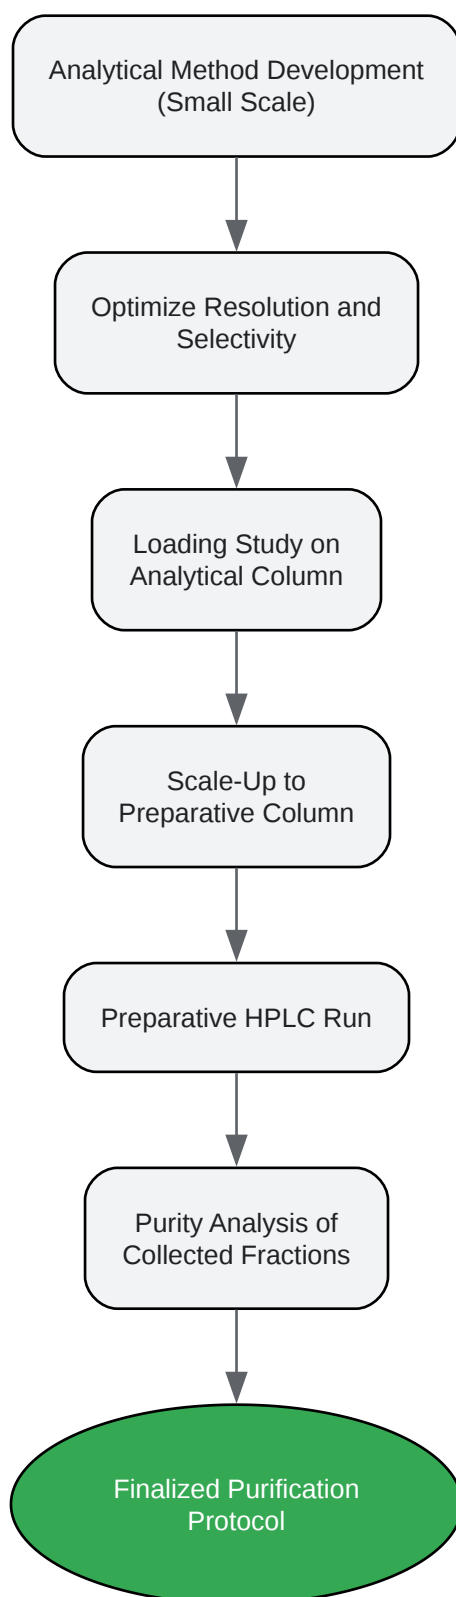 Analytical Method Development
(Small Scale)
Optimize Resolution and
Selectivity
Loading Study on
Analytical Column
Scale-Up to
Preparative Column
Preparative HPLC Run
Purity Analysis of
Collected Fractions
Finalized Purification
Protocol